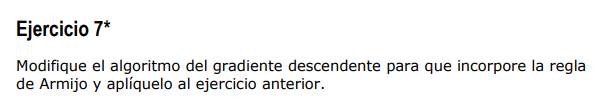 Ejercicio 7*
Modifique el algoritmo del gradiente descendente para que incorpore la regla
de Armijo y aplíquelo al ejercicio anterior.